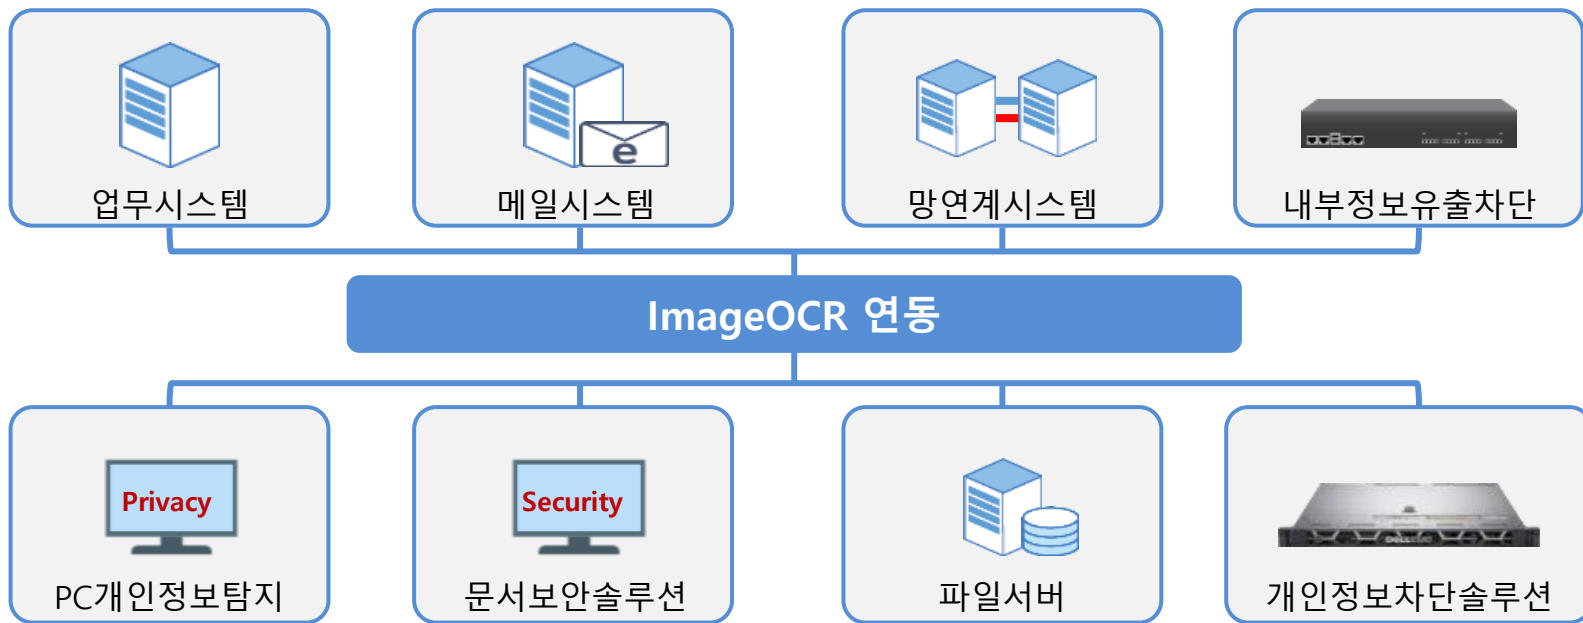 e
업무시스템
메일시스템
망연계시스템
내부정보유출차단
ImageOCR 연동
Privacy
Security
PC개인정보탐지
문서보안솔루션
파일서버
개인정보차단솔루션